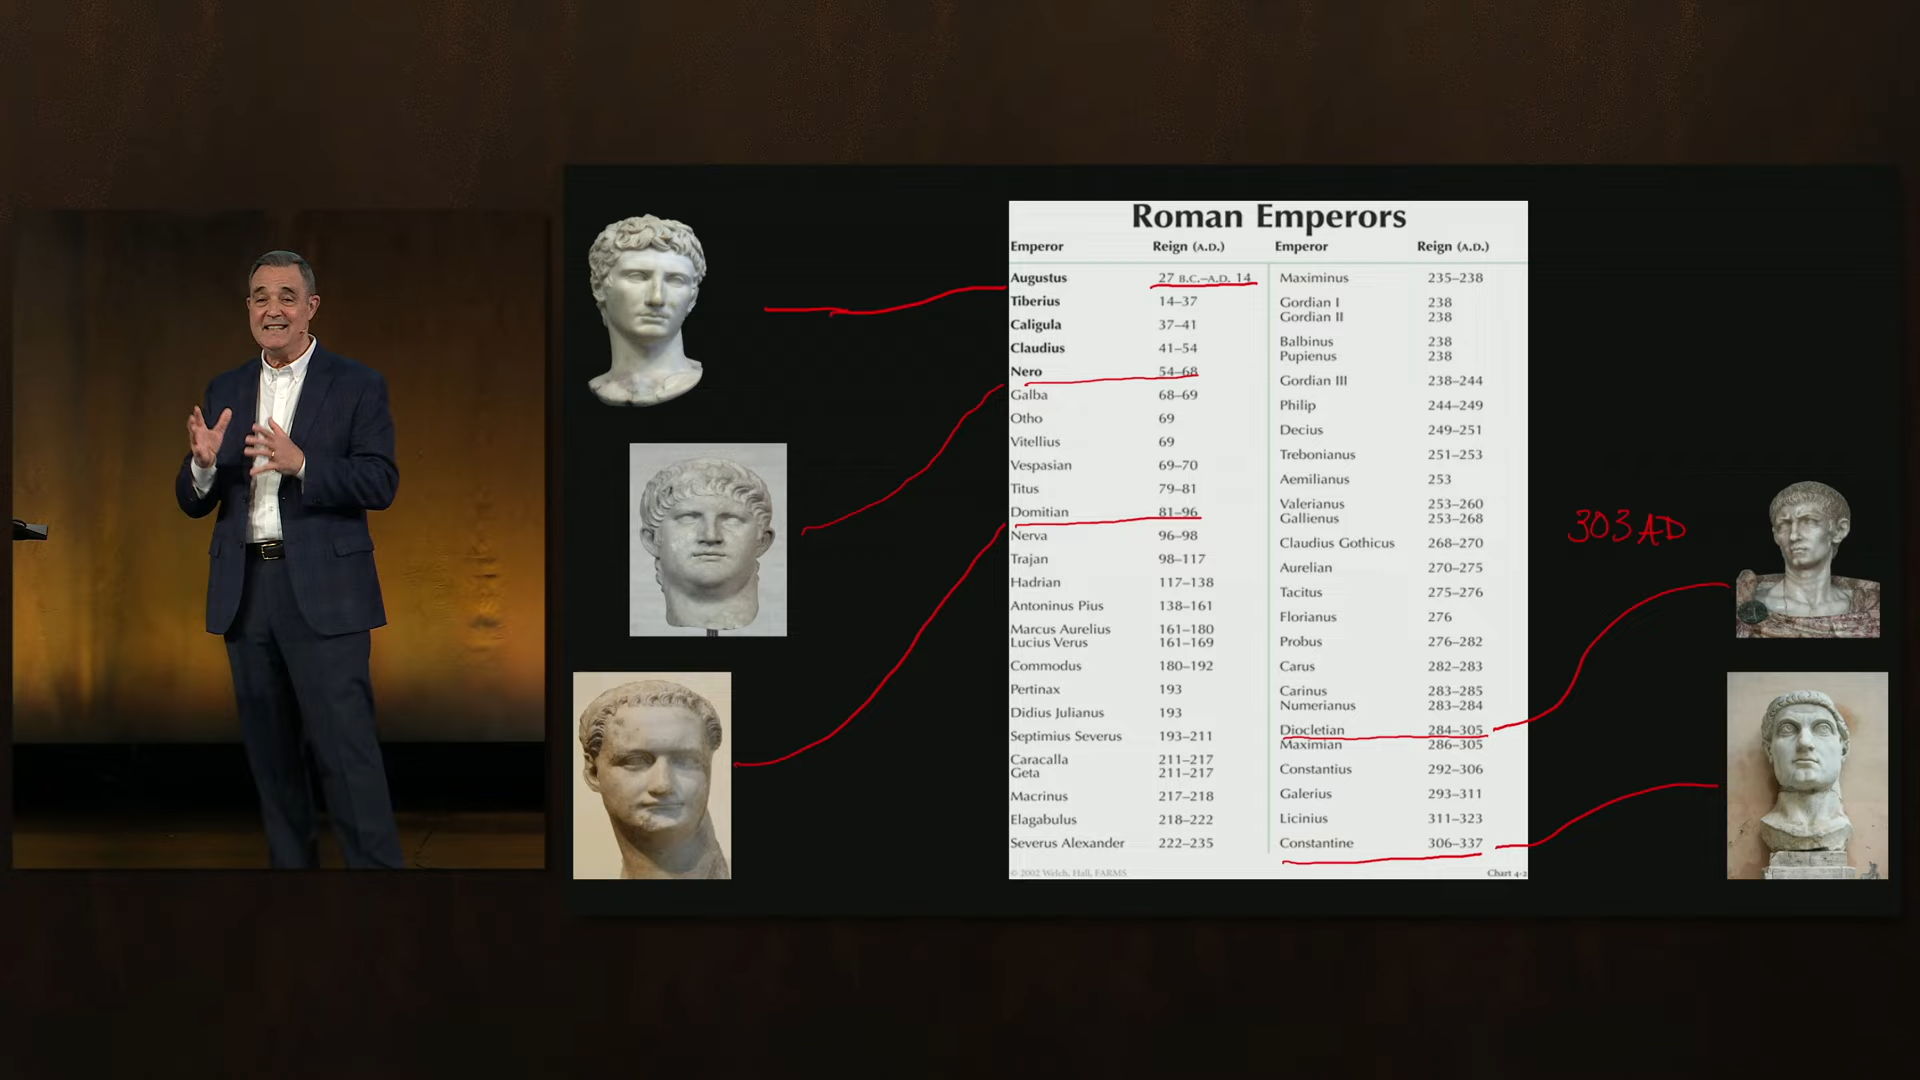 Roman Emperors
Emperor Reign (A.D.) Emperor Reign (A.D.)
Augustus 27 B.C.–A.D. 14
Tiberius 14–37
Caligula 37–41
Claudius 41–54
Nero 54–68
Galba 68–69
Otho 69
Vitellius 69
Vespasian 69–70
Titus 79–81
Domitian 81–96
Nerva 96–98
Trajan 98–117
Hadrian 117–138
Antoninus Pius 138–161
Marcus Aurelius 161–180
Lucius Verus 161–169
Commodus 180–192
Pertinax 193
Didius Julianus 193
Septimius Severus 193–211
Caracalla 211–217
Geta 211–217
Macrinus 217–218
Elagabulus 218–222
Severus Alexander 222–235
Maximinus 235–238
Gordian I 238
Gordian II 238
Balbinus 238
Pupienus 238
Gordian III 238–244
Philip 244–249
Decius 249–251
Trebonianus 251–253
Aemilianus 253
Valerianus 253–260
Gallienus 253–268
Claudius Gothicus 268–270
Aurelian 270–275
Tacitus 275–276
Florianus 276
Probus 276–282
Carus 282–283
Carinus 283–285
Numerianus 283–284
Diocletian 284–305
Maximian 286–305
Constantius 292–306
Galerius 293–311
Licinius 311–323
Constantine 306–337
© 2002 Welch, Hall, FARMS
Chart 4-2
303 AD